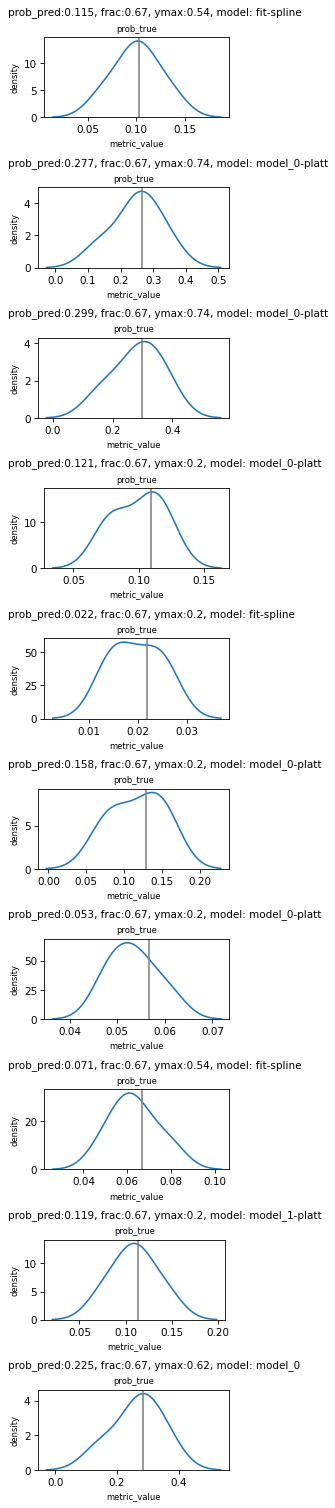 prob_pred:0.115, frac:0.67, ymax:0.54, model: fit-spline
prob_true
10
5
0
density
0.05 0.10 0.15
metric_value
prob_pred:0.277, frac:0.67, ymax:0.74, model: model_0-platt
prob_true
4
2
0
density
0.0 0.1 0.2 0.3 0.4 0.5
metric_value
prob_pred:0.299, frac:0.67, ymax:0.74, model: model_0-platt
prob_true
4
2
0
density
0.0 0.2 0.4
metric_value
prob_pred:0.121, frac:0.67, ymax:0.2, model: model_0-platt
prob_true
10
0
density
0.05 0.10 0.15
metric_value
prob_pred:0.022, frac:0.67, ymax:0.2, model: fit-spline
prob_true
50
25
0
density
0.01 0.02 0.03
metric_value
prob_pred:0.158, frac:0.67, ymax:0.2, model: model_0-platt
prob_true
5
0
density
0.00 0.05 0.10 0.15 0.20
metric_value
prob_pred:0.053, frac:0.67, ymax:0.2, model: model_0-platt
prob_true
50
25
0
density
0.04 0.05 0.06 0.07
metric_value
prob_pred:0.071, frac:0.67, ymax:0.54, model: fit-spline
prob_true
20
0
density
0.04 0.06 0.08 0.10
metric_value
prob_pred:0.119, frac:0.67, ymax:0.2, model: model_1-platt
prob_true
10
5
0
density
0.05 0.10 0.15 0.20
metric_value
prob_pred:0.225, frac:0.67, ymax:0.62, model: model_0
prob_true
4
2
0
density
0.0 0.2 0.4
metric_value